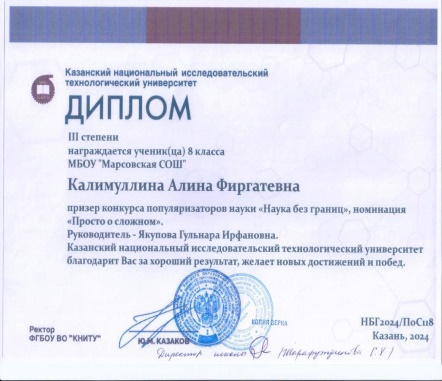 Казанский национальный исследовательский
технологический университет
ДИПЛОМ
III степени
награждается ученик(ца) 8 класса
МБОУ "Марсовская СОШ"
Калимуллина Алина Фиргатевна
призер конкурса популяризаторов науки «Наука без границ», номинация
«Просто о сложном».
Руководитель - Якупова Гульнара Ирфановна.
Казанский национальный исследовательский технологический университет
благодарит Вас за хороший результат, желает новых достижений и побед.
КОПИЯ ВЕРНА
НБГ2024/ПоС118
Казань, 2024
Ректор
ФГБОУ ВО "КНИТУ"
Ю.М. КАЗАКОВ
Директор школы